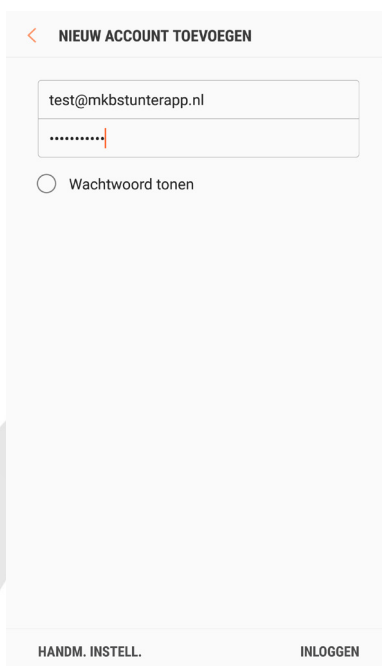 NIEUW ACCOUNT TOEVOEGEN
test@mkbstunterapp.nl
•••••••••••
Wachtwoord tonen
HANDM. INSTELL. INLOGGEN